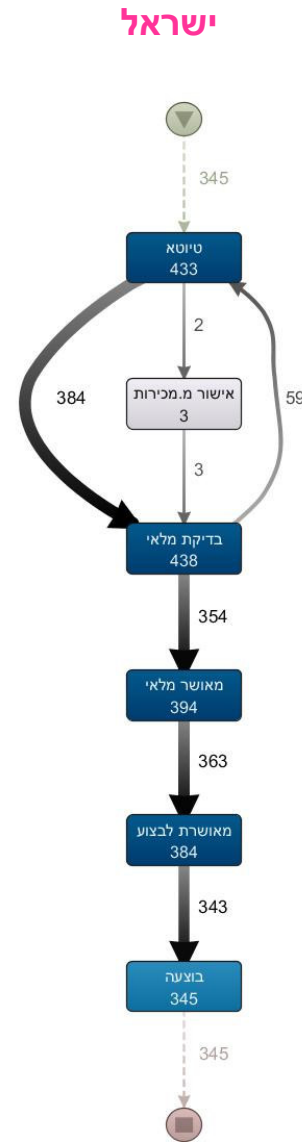 ישראל
345
טיוטא
433
2
384
אישור מ.מכירות
3
59
3
בדיקת מלאי
438
354
מאושר מלאי
394
363
מאושרת לבצוע
384
343
בוצעה
345
345